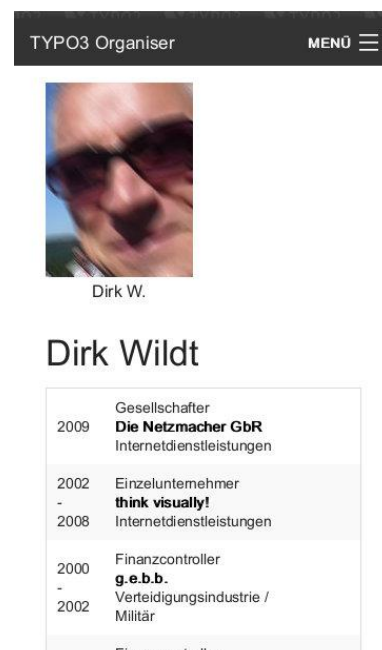 TYPO3 Organiser
MENÜ
Dirk W.
Dirk Wildt
2009
Gesellschafter
Die Netzmacher GbR
Internetdienstleistungen
2002
-
2008
Einzelunternehmer
think visually!
Internetdienstleistungen
2000
-
2002
Finanzcontroller
g.e.b.b.
Verteidigungsindustrie /
Militär